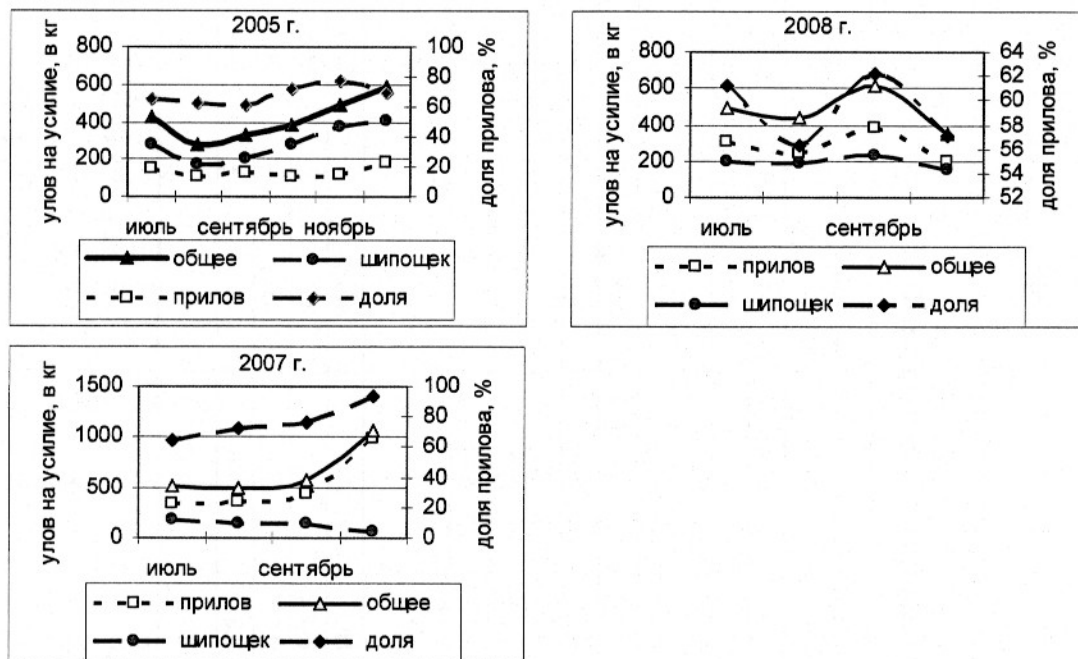 2005 г.
улов на усилие, в кг
800
600
400
200
0
100
80
60
40
20
0
доля прилова, %
июль сентябрь ноябрь
общее шипощек
прилов доля
2008 г.
улов на усилие, в кг
800
600
400
200
0
64
62
60
58
56
54
52
доля прилова, %
июль сентябрь
прилов общее
шипощек доля
2007 г.
улов на усилие, в кг
1500
1000
500
0
100
80
60
40
20
0
доля прилова, %
июль сентябрь
прилов общее
шипощек доля